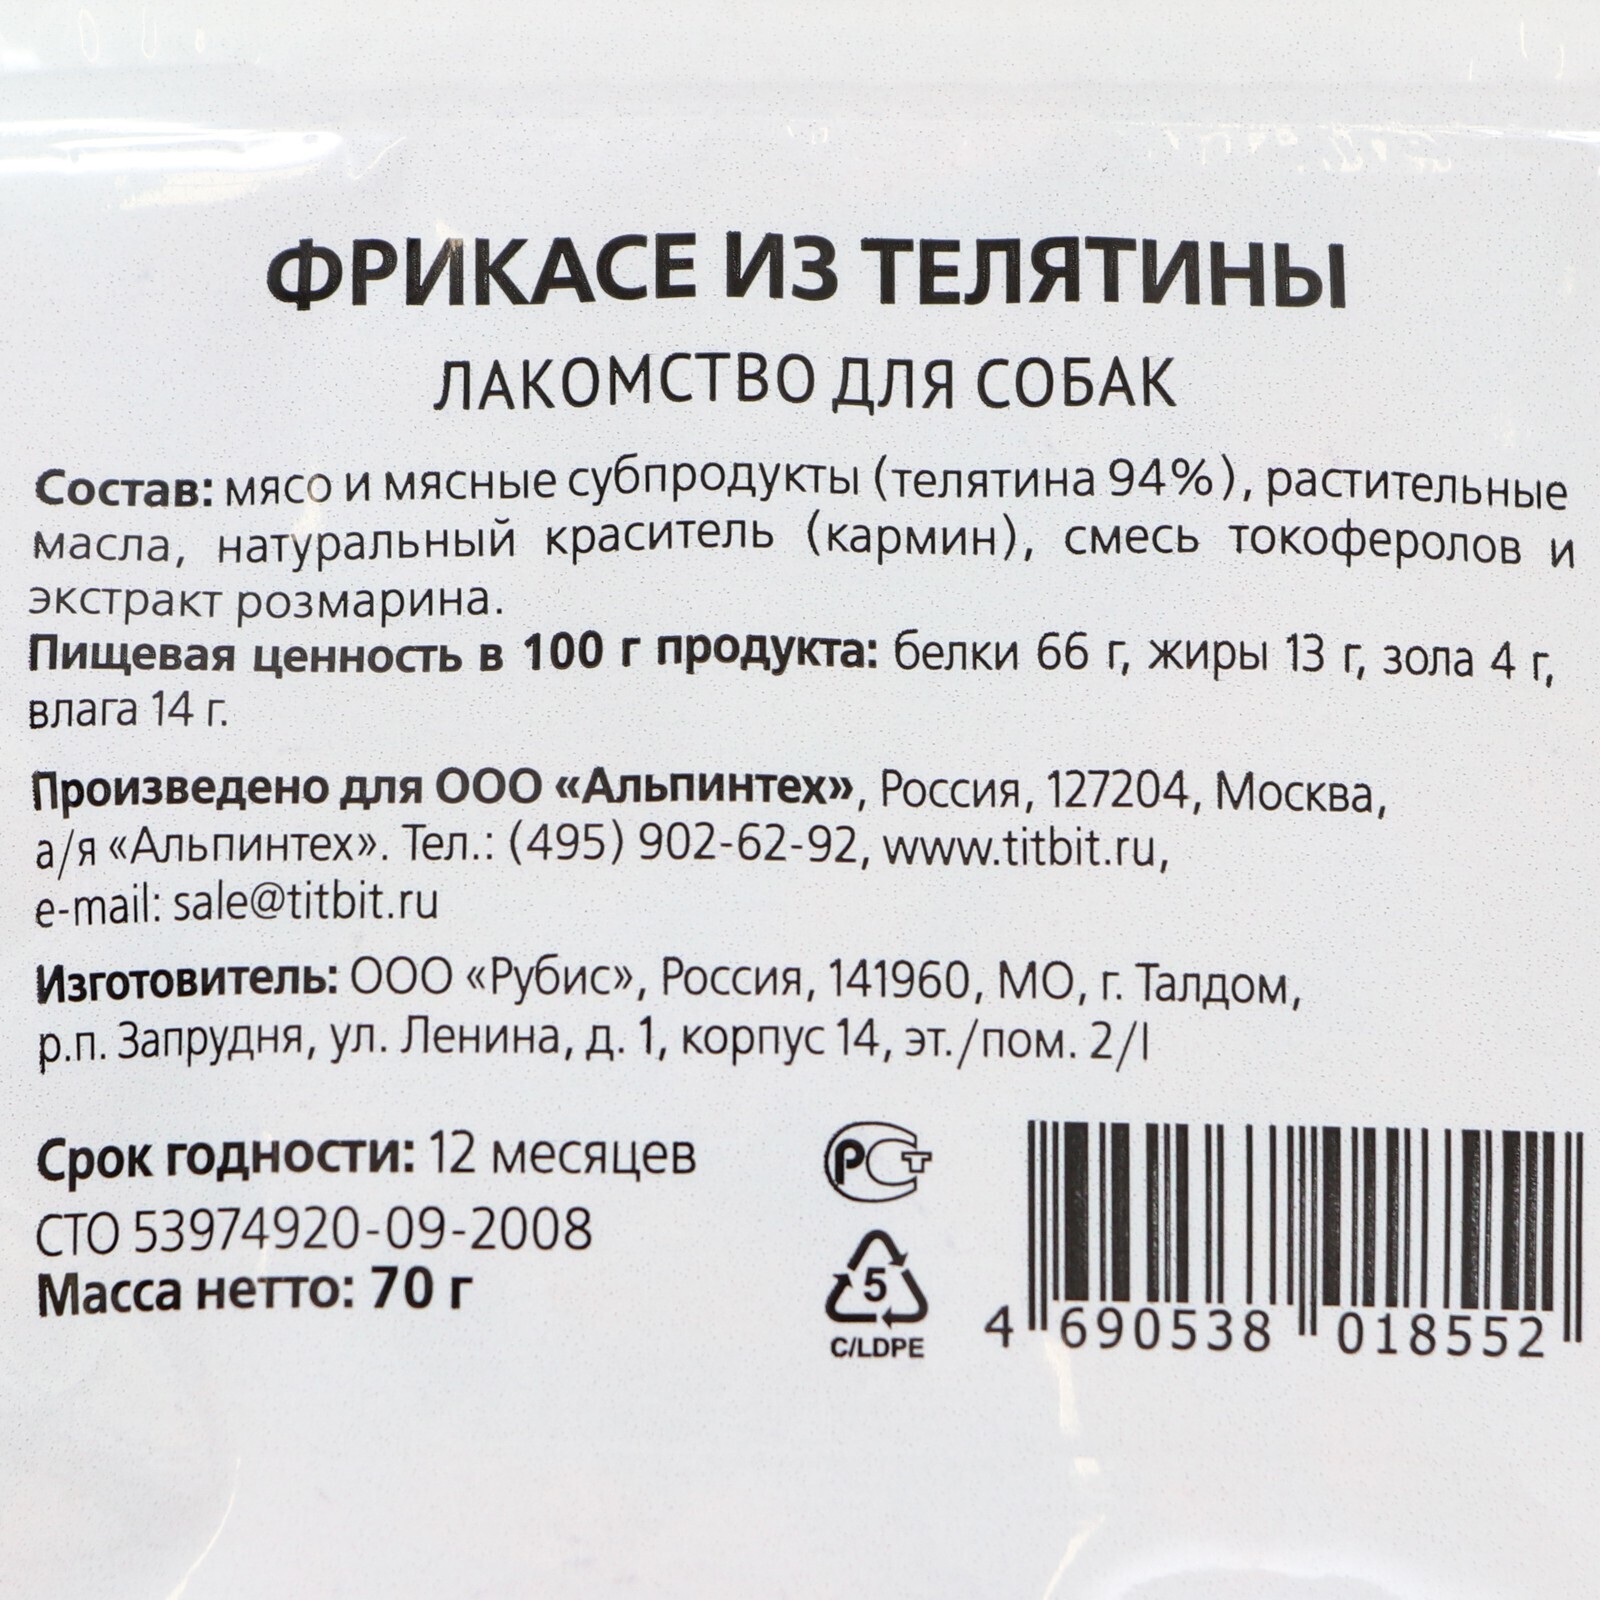 ФРИКАСЕ ИЗ ТЕЛЯТИНЫ
ЛАКОМСТВО ДЛЯ СОБАК
Состав: мясо и мясные субпродукты (телятина 94%), растительные
масла, натуральный краситель (кармин), смесь токоферолов и
экстракт розмарина.
Пищевая ценность в 100 г продукта: белки 66 г, жиры 13 г, зола 4 г,
влага 14 г.
Произведено для ООО «Альпинтех», Россия, 127204, Москва,
а/я «Альпинтех». Тел.: (495) 902-62-92, www.titbit.ru,
e-mail: sale@titbit.ru
Изготовитель: ООО «Рубис», Россия, 141960, МО, г. Талдом,
р.п. Запрудня, ул. Ленина, д. 1, корпус 14, эт./пом. 2/I
Срок годности: 12 месяцев
СТО 53974920-09-2008
Масса нетто: 70 г
РСТ
5
C/LDPE
4 690538 018552